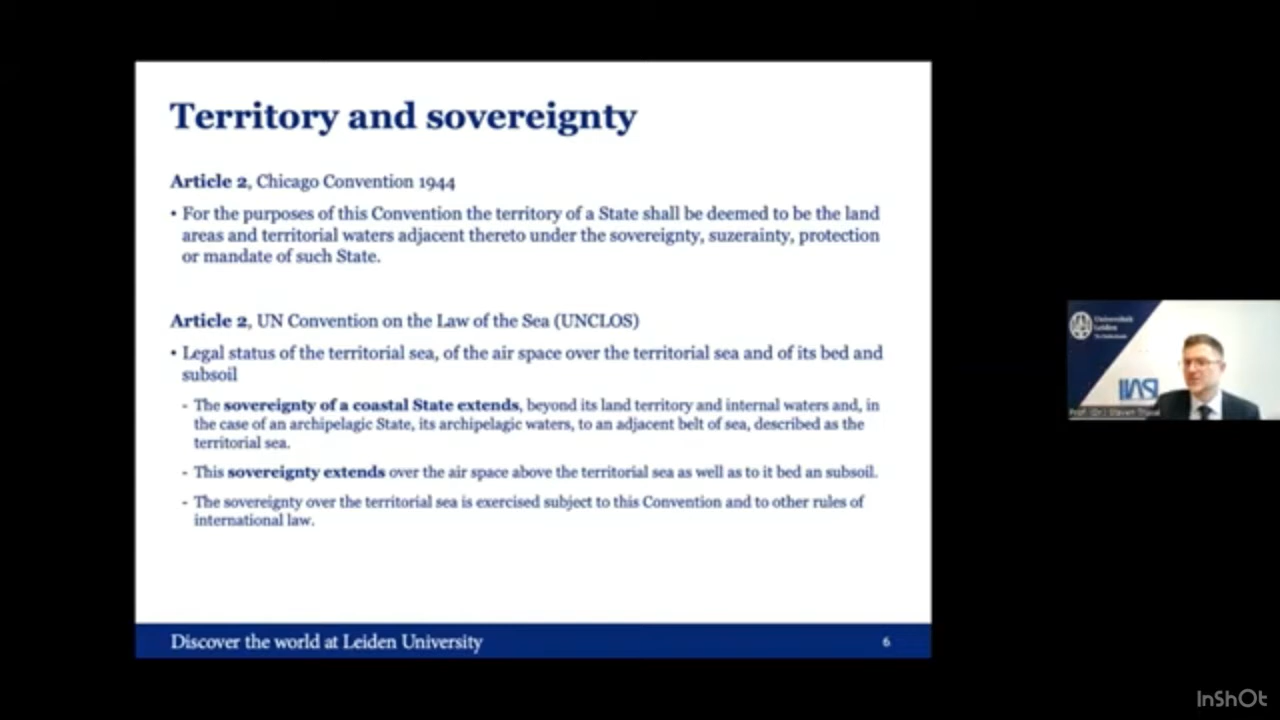 Territory and sovereignty
Article 2, Chicago Convention 1944
• For the purposes of this Convention the territory of a State shall be deemed to be the land
areas and territorial waters adjacent thereto under the sovereignty, suzerainty, protection
or mandate of such State.
Article 2, UN Convention on the Law of the Sea (UNCLOS)
• Legal status of the territorial sea, of the air space over the territorial sea and of its bed and
subsoil
- The sovereignty of a coastal State extends, beyond its land territory and internal waters and, in
the case of an archipelagic State, its archipelagic waters, to an adjacent belt of sea, described as the
territorial sea.
- This sovereignty extends over the air space above the territorial sea as well as to it bed an subsoil.
- The sovereignty over the territorial sea is exercised subject to this Convention and to other rules of
international law.
Discover the world at Leiden University
6
Universiteit
Leiden
Prof. Dr. Steven
InShOt